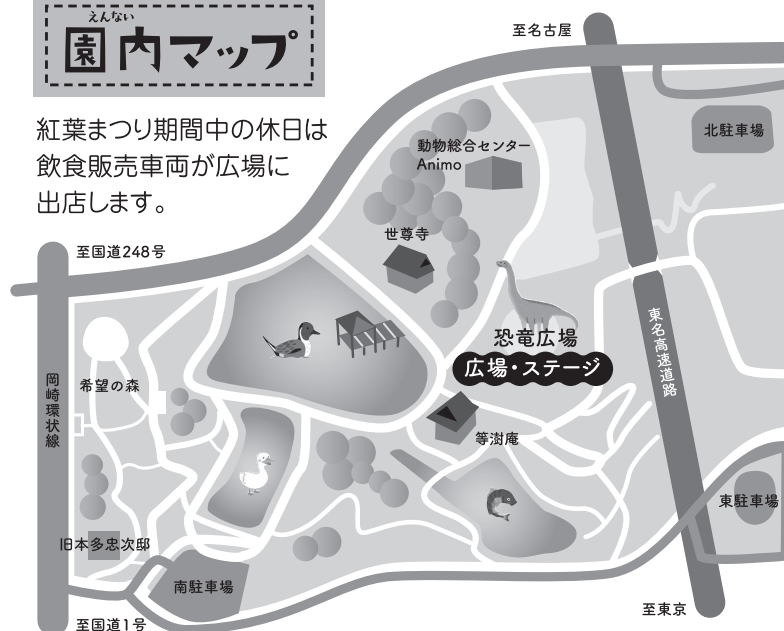 えんない
園内マップ
紅葉まつり期間中の休日は
飲食販売車両が広場に
出店します。
至名古屋
北駐車場
動物総合センター
Animo
世尊寺
至国道248号
恐竜広場
広場・ステージ
東名高速道路
岡崎環状線
希望の森
等澍庵
東駐車場
旧本多忠次邸
南駐車場
至東京
至国道1号